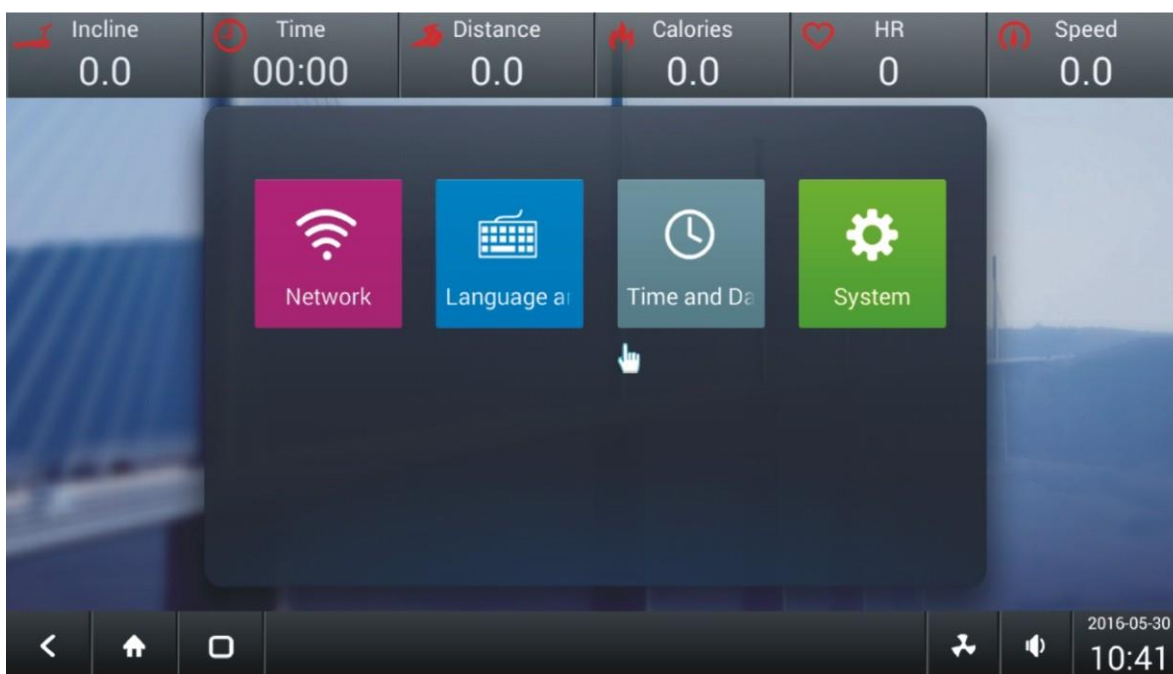 Incline Time Distance Calories HR Speed
0.0 00:00 0.0 0.0 0 0.0
Network Language a Time and Da System
2016-05-30
10:41